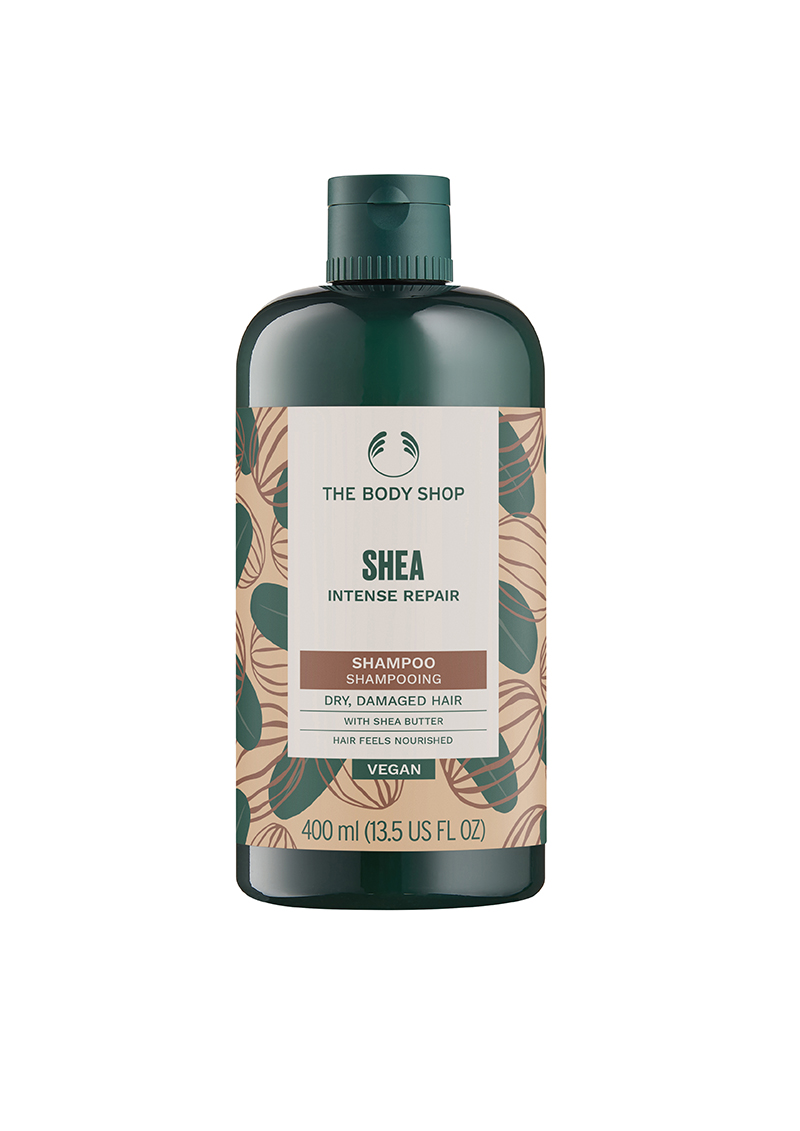 THE BODY SHOP
SHEA
INTENSE REPAIR
SHAMPOO
SHAMPOOING
DRY, DAMAGED HAIR
WITH SHEA BUTTER
HAIR FEELS NOURISHED
VEGAN
400 ml (13.5 US FL OZ)